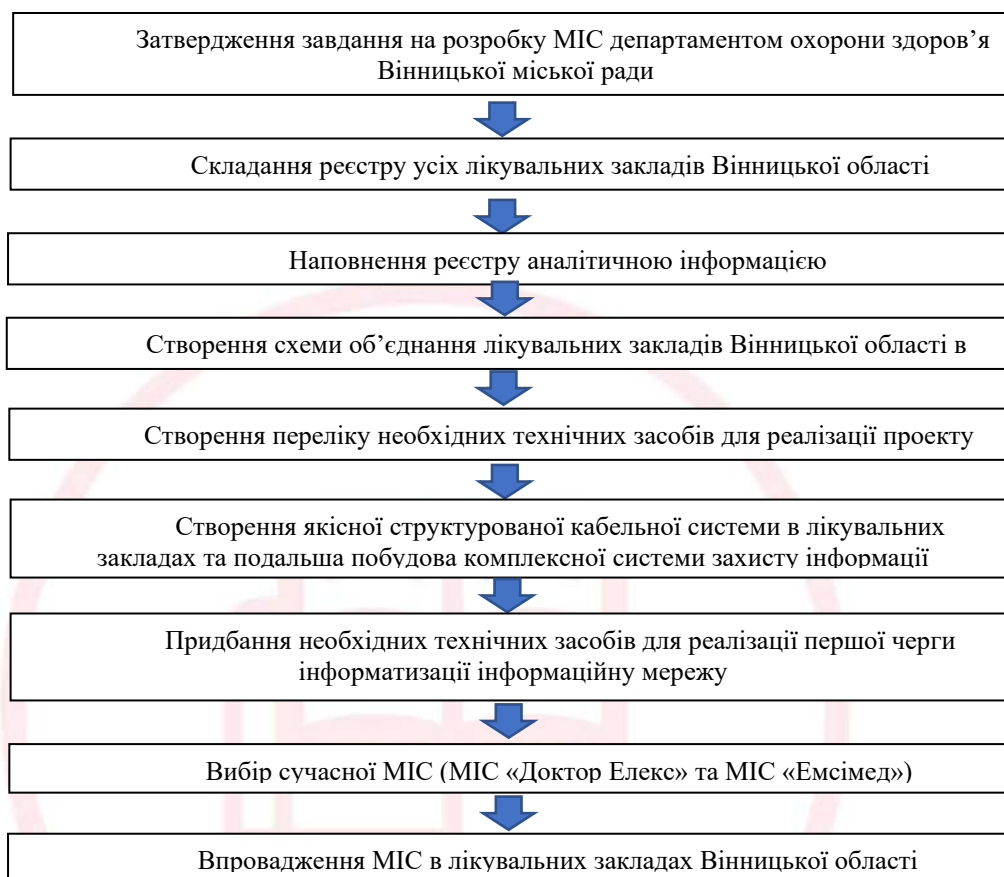 Затвердження завдання на розробку МІС департаментом охорони здоров’я
Вінницької міської ради
Складання реєстру усіх лікувальних закладів Вінницької області
Наповнення реєстру аналітичною інформацією
Створення схеми об’єднання лікувальних закладів Вінницької області в
Створення переліку необхідних технічних засобів для реалізації проекту
Створення якісної структурованої кабельної системи в лікувальних
закладах та подальша побудова комплексної системи захисту інформації
Придбання необхідних технічних засобів для реалізації першої черги
інформатизації інформаційну мережу
Вибір сучасної МІС (МІС «Доктор Елекс» та МІС «Емсімед»)
Впровадження МІС в лікувальних закладах Вінницької області